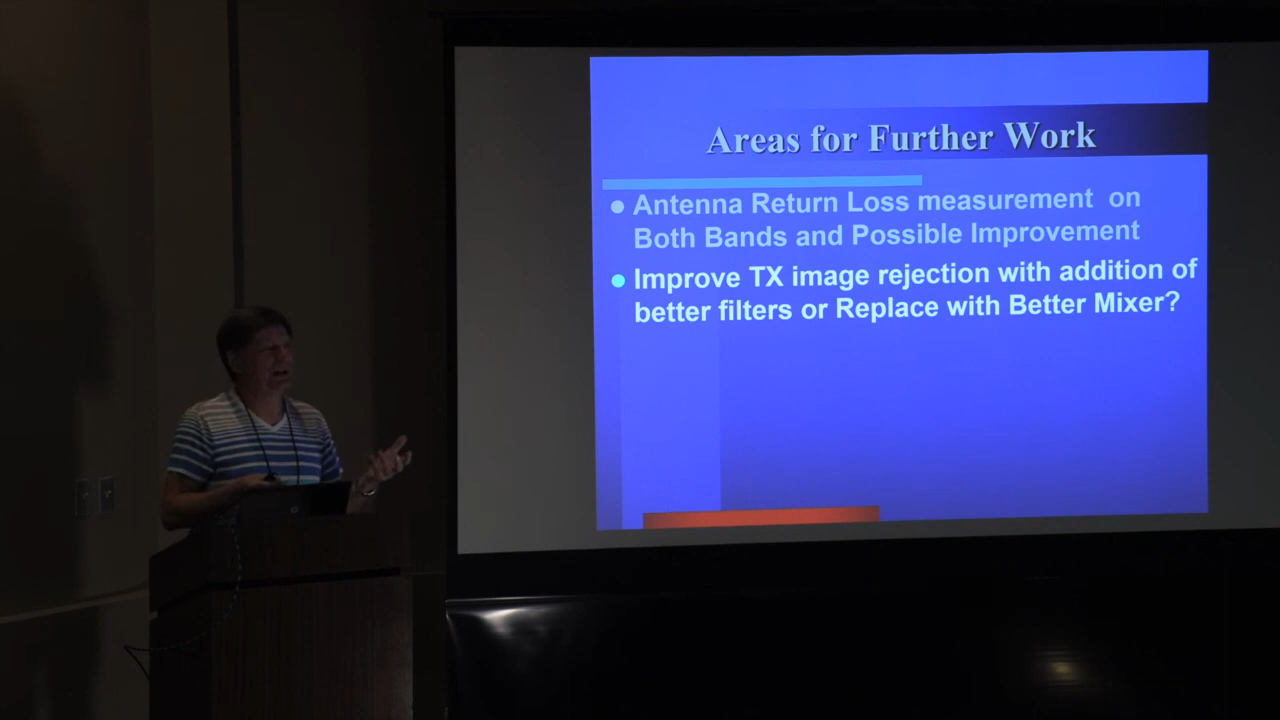 Areas for Further Work
Antenna Return Loss measurement on
Both Bands and Possible Improvement
Improve TX image rejection with addition of
better filters or Replace with Better Mixer?